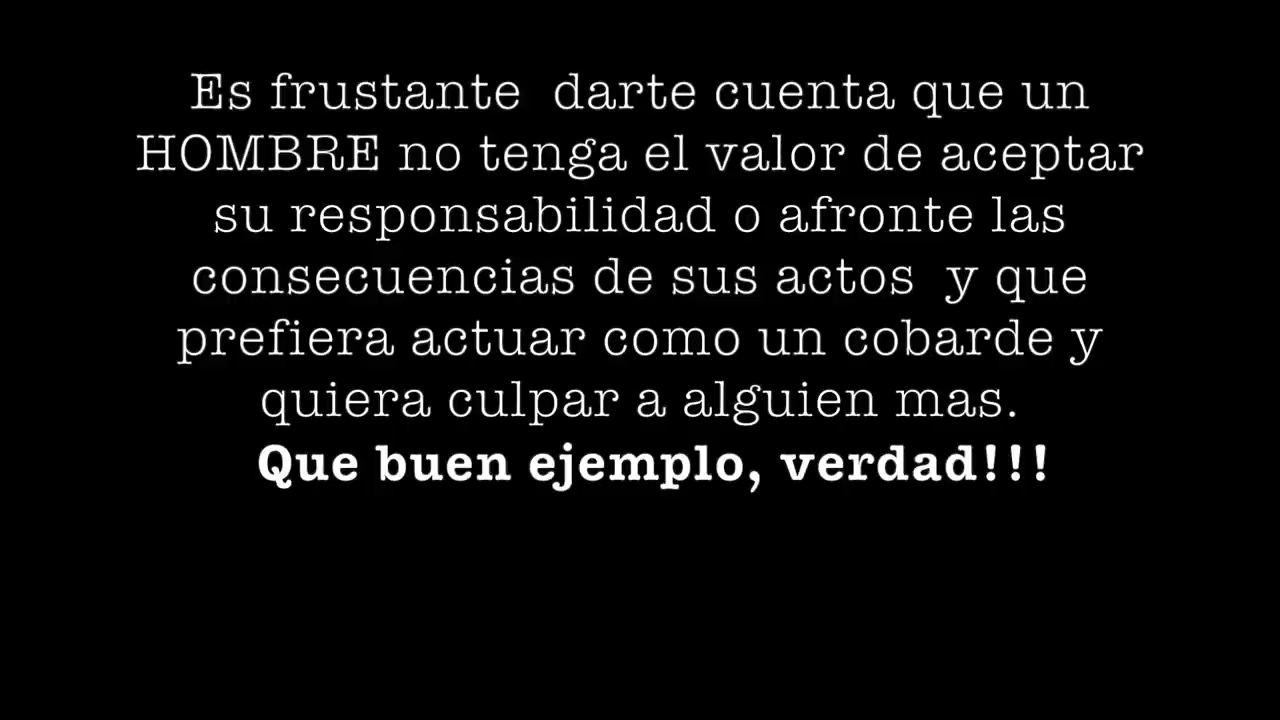 Es frustante  darte cuenta que un
HOMBRE no tenga el valor de aceptar
su responsabilidad o afronte las
consecuencias de sus actos  y que
prefiera actuar como un cobarde y
quiera culpar a alguien mas.
Que buen ejemplo, verdad!!!